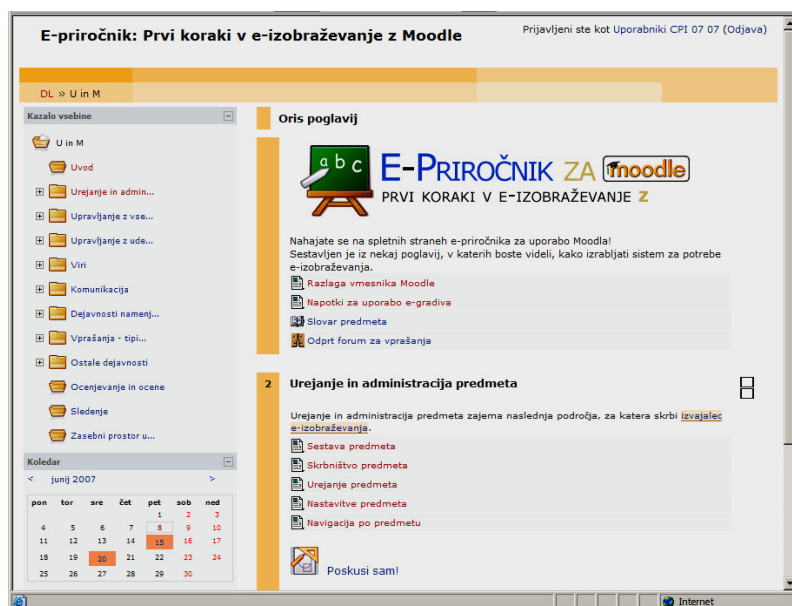 E-priročnik: Prvi koraki v e-izobraževanje z Moodle
Prijavljeni ste kot Uporabniki CPI 07 07 (Odjava)
DL » U in M
Kazalo vsebine
U in M
Uvod
Urejanje in admin...
Upravljanje z vse...
Upravljanje z ude...
Viri
Komunikacija
Dejavnosti namenj...
Vprašanja - tipi...
Ostale dejavnosti
Ocenjevanje in ocene
Sledenje
Zasebni prostor u...
Koledar
< junij 2007 >
pon tor sre čet pet sob ned
1 2 3
4 5 6 7 8 9 10
11 12 13 14 15 16 17
18 19 20 21 22 23 24
25 26 27 28 29 30
Oris poglavij
a b c
E-PRIROČNIK ZA moodle
PRVI KORAKI V E-IZOBRAŽEVANJE Z
Nahajate se na spletnih straneh e-priročnika za uporabo Moodla!
Sestavljen je iz nekaj poglavij, v katerih boste videli, kako izrabljati sistem za potrebe
e-izobraževanja.
Razlaga vmesnika Moodle
Napotki za uporabo e-gradiva
Slovar predmeta
Odprt forum za vprašanja
2 Urejanje in administracija predmeta
Urejanje in administracija predmeta zajema naslednja področja, za katera skrbi izvajalec
e-izobraževanja.
Sestava predmeta
Skrbništvo predmeta
Urejanje predmeta
Nastavitve predmeta
Navigacija po predmetu
Poskusi sam!
Internet